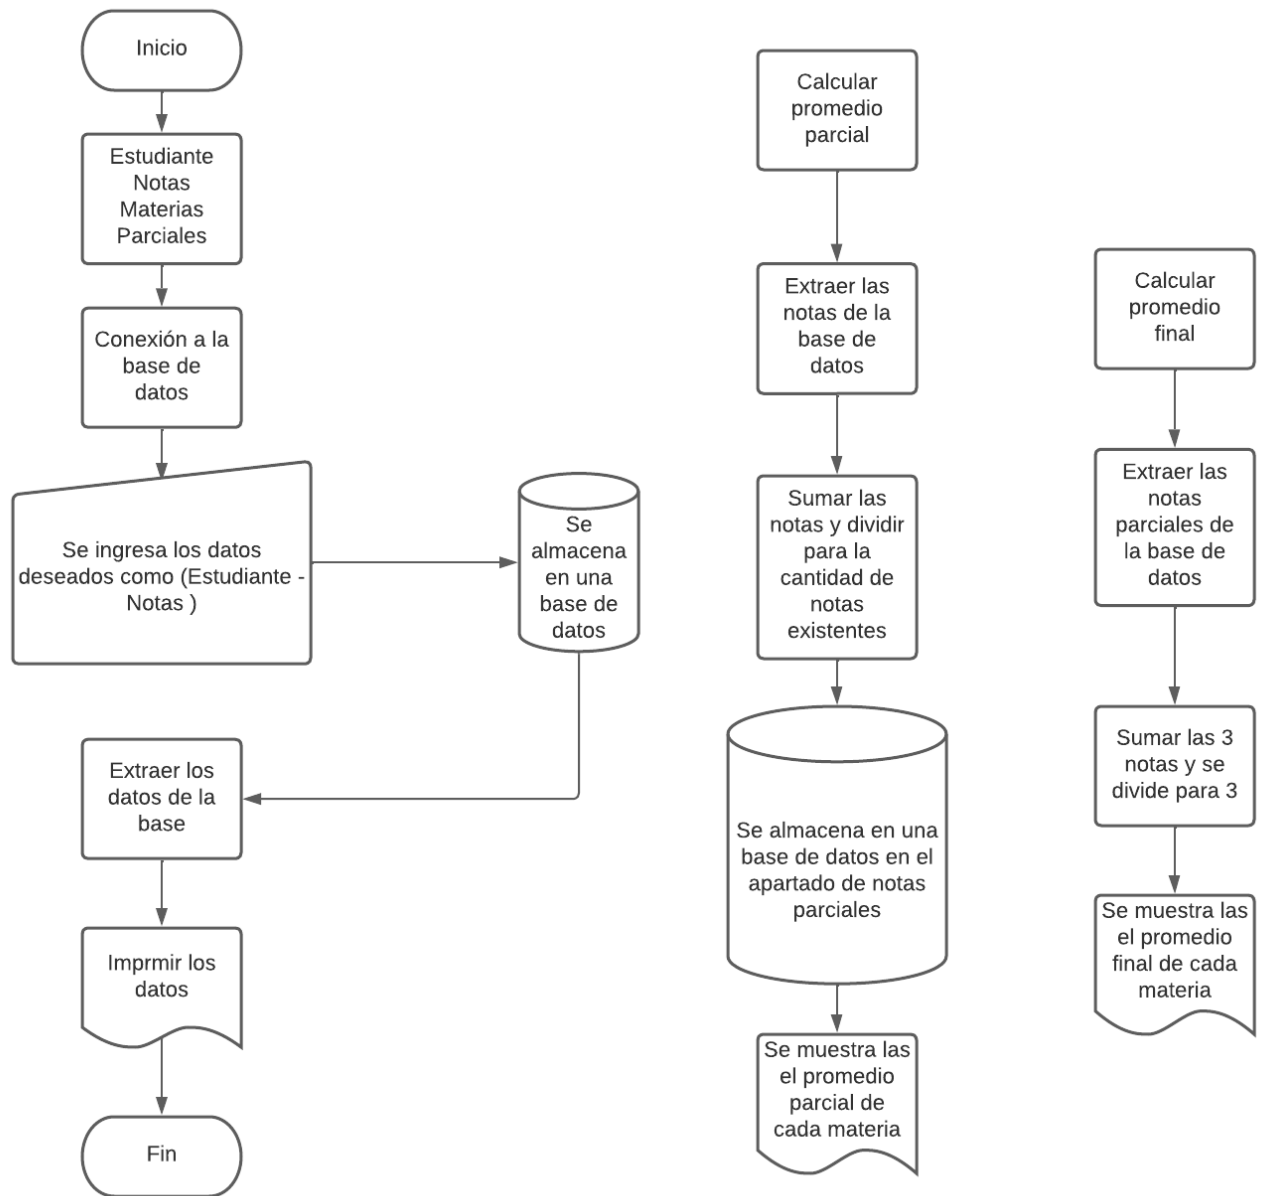 Inicio
Estudiante
Notas
Materias
Parciales
Conexión a la
base de
datos
Se ingresa los datos
deseados como (Estudiante -
Notas )
Se
almacena
en una
base de
datos
Extraer los
datos de la
base
Imprmir los
datos
Fin
Calcular
promedio
parcial
Extraer las
notas de la
base de
datos
Sumar las
notas y dividir
para la
cantidad de
notas
existentes
Se almacena en una
base de datos en el
apartado de notas
parciales
Se muestra las
el promedio
parcial de
cada materia
Calcular
promedio
final
Extraer las
notas
parciales de
la base de
datos
Sumar las 3
notas y se
divide para 3
Se muestra las
el promedio
final de cada
materia